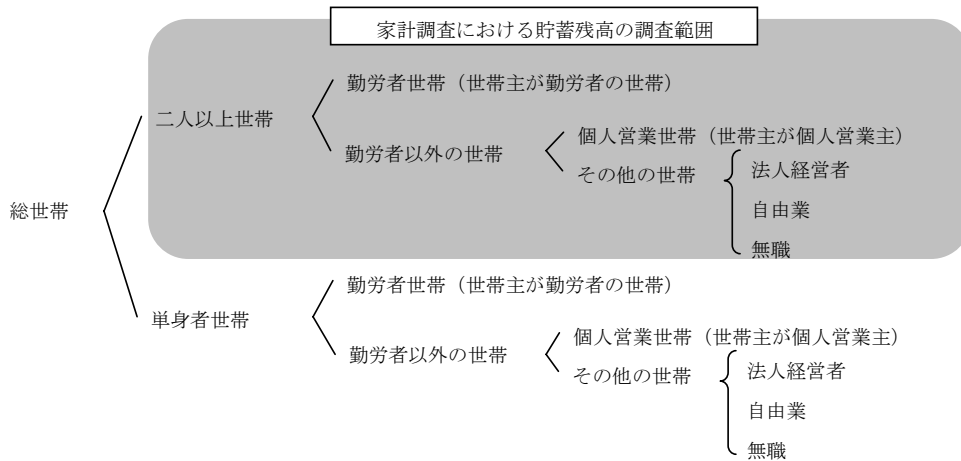 家計調査における貯蓄残高の調査範囲
総世帯
二人以上世帯
勤労者世帯（世帯主が勤労者の世帯）
勤労者以外の世帯
個人営業世帯（世帯主が個人営業主）
その他の世帯
法人経営者
自由業
無職
単身者世帯
勤労者世帯（世帯主が勤労者の世帯）
勤労者以外の世帯
個人営業世帯（世帯主が個人営業主）
その他の世帯
法人経営者
自由業
無職